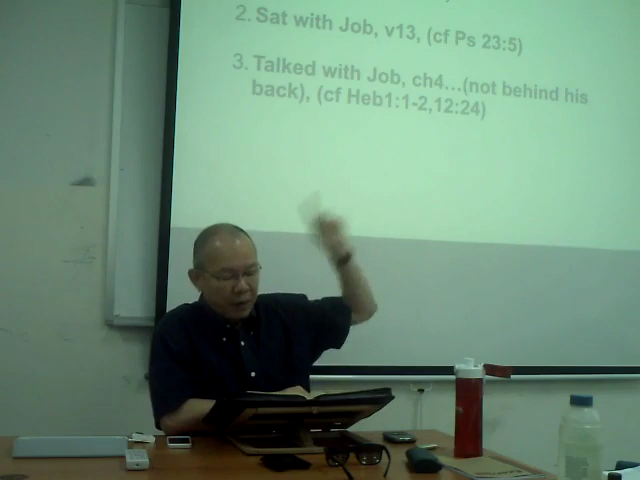 2. Sat with Job, v13, (cf Ps 23:5)
3. Talked with Job, ch4...(not behind his
back), (cf Heb1:1-2,12:24)